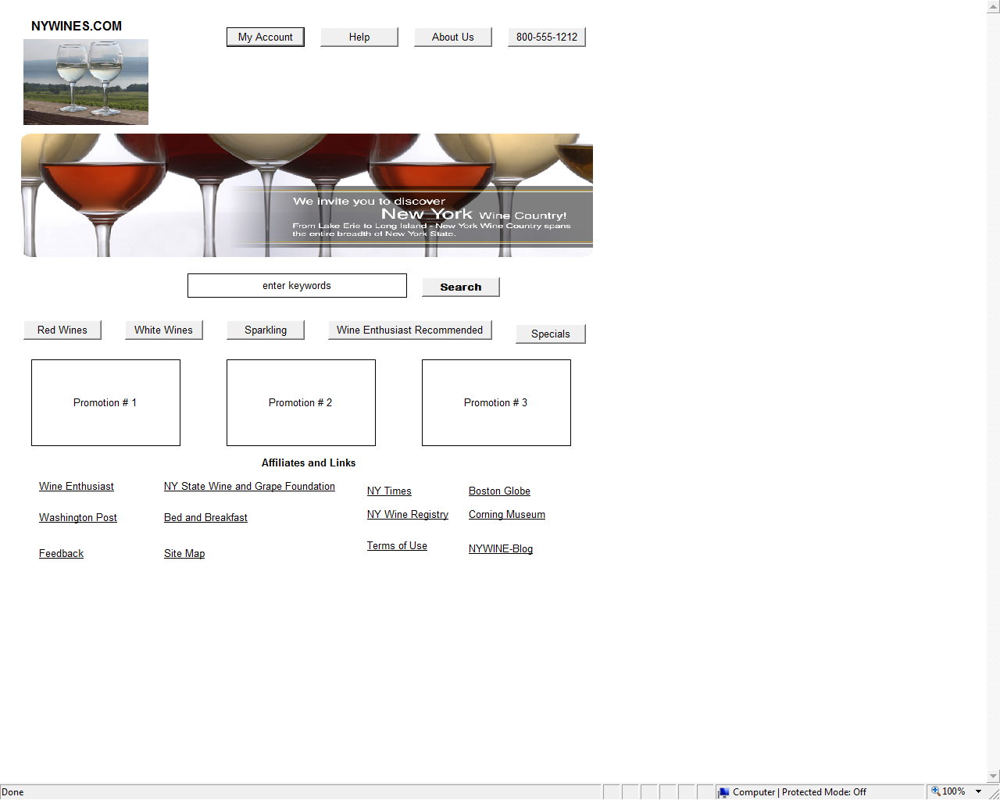 NYWINES.COM
My Account
Help
About Us
800-555-1212
We invite you to discover
New York Wine Country!
From Lake Erie to Long Island - New York Wine Country spans
the entire breadth of New York State.
enter keywords
Search
Red Wines
White Wines
Sparkling
Wine Enthusiast Recommended
Specials
Promotion # 1
Promotion # 2
Promotion # 3
Affiliates and Links
Wine Enthusiast
NY State Wine and Grape Foundation
NY Times
Boston Globe
Washington Post
Bed and Breakfast
NY Wine Registry
Corning Museum
Feedback
Site Map
Terms of Use
NYWINE-Blog
Done
Computer | Protected Mode: Off
100%